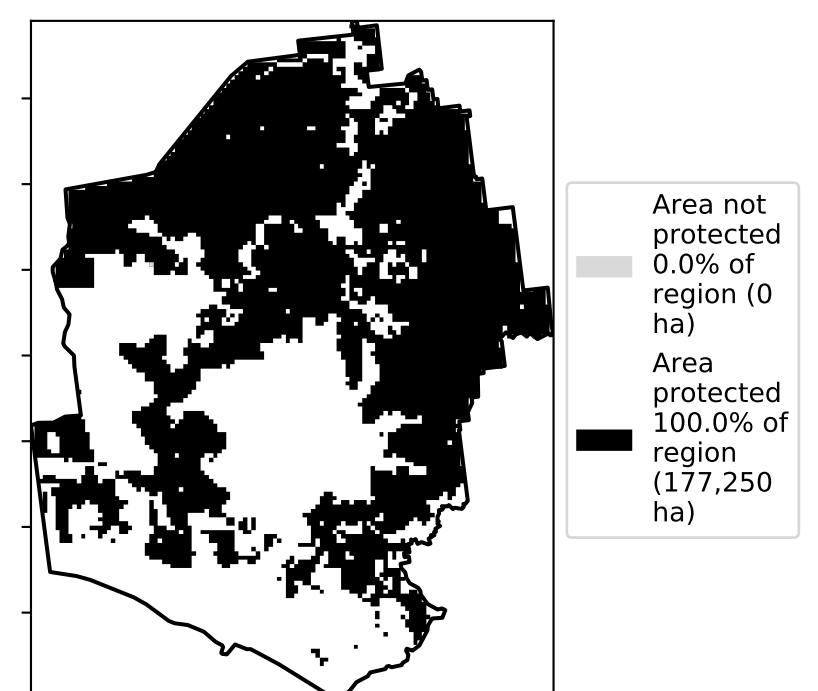 Area not
protected
0.0% of
region (0
ha)
Area
protected
100.0% of
region
(177,250
ha)